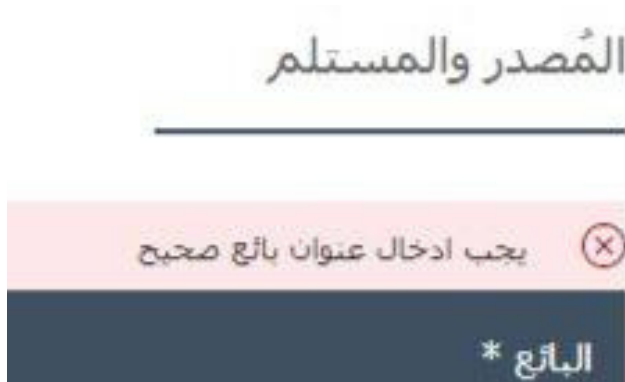 المُصدر والمستلم
يجب ادخال عنوان بائع صحيح
البائع *